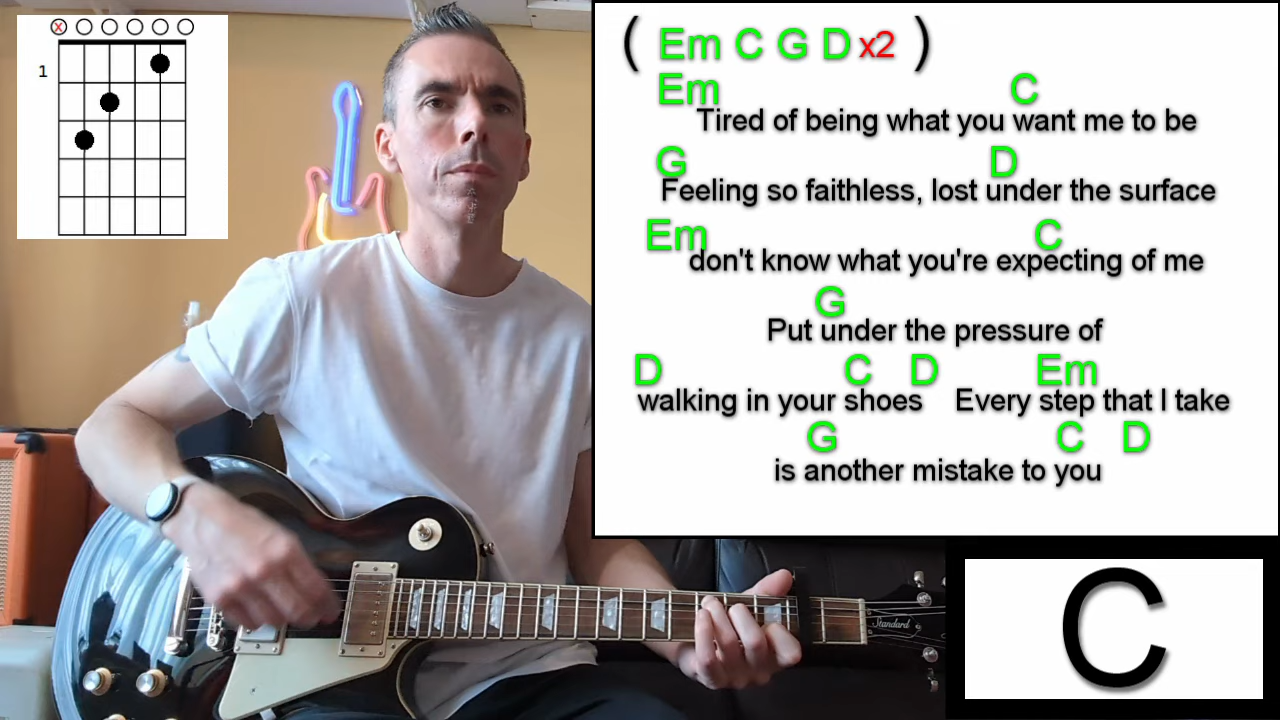 x
1
( Em C G D x2 )
Em C
Tired of being what you want me to be
G D
Feeling so faithless, lost under the surface
Em C
don't know what you're expecting of me
G
Put under the pressure of
D C D Em
walking in your shoes Every step that I take
G C D
is another mistake to you
Standard
C